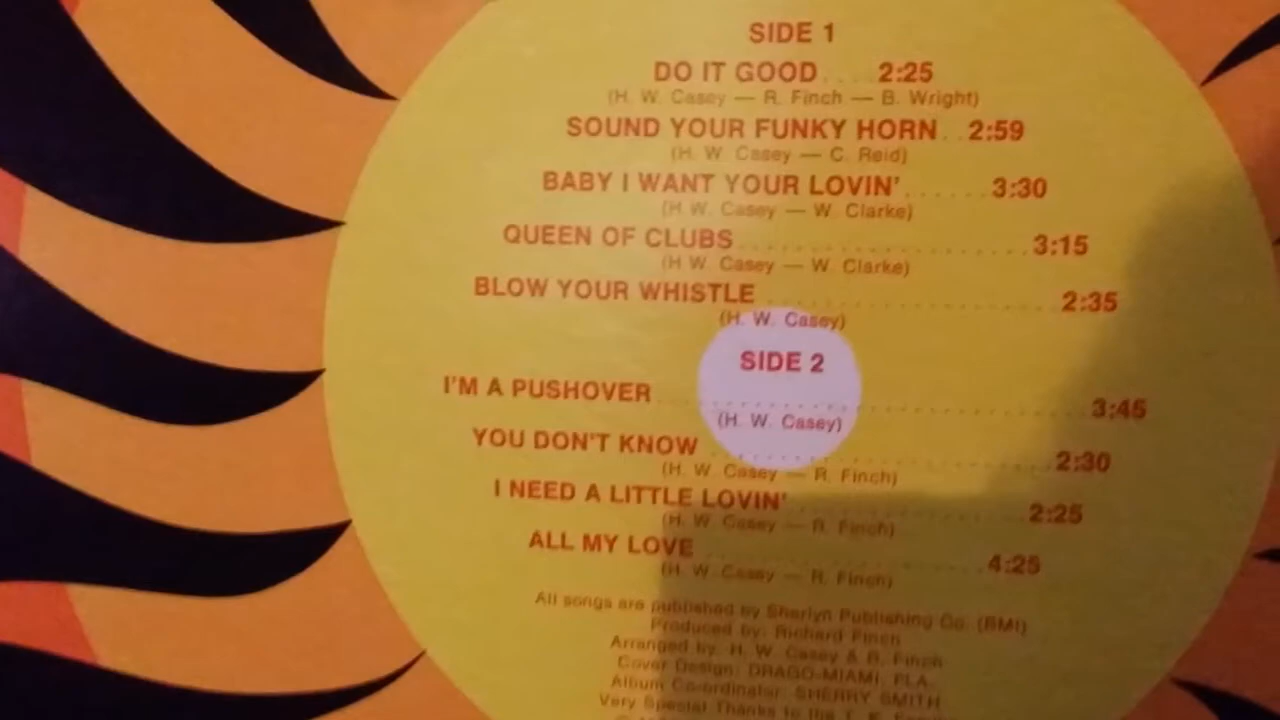 SIDE 1
DO IT GOOD .... 2:25
(H. W. Casey — R. Finch — B. Wright)
SOUND YOUR FUNKY HORN .. 2:59
(H. W. Casey — C. Reid)
BABY I WANT YOUR LOVIN' ....... 3:30
(H W. Casey — W. Clarke)
QUEEN OF CLUBS ........................ 3:15
(H W. Casey — W. Clarke)
BLOW YOUR WHISTLE ........................ 2:35
(H. W. Casey)
SIDE 2
I'M A PUSHOVER ........................ 3:45
(H. W. Casey)
YOU DON'T KNOW ........................ 2:30
(H. W. Casey — R. Finch)
I NEED A LITTLE LOVIN' ................ 2:25
(H. W. Casey — R. Finch)
ALL MY LOVE ........................ 4:25
(H. W. Casey — R. Finch)
All songs are published by Sherlyn Publishing Co. (BMI)
Produced by: Richard Finch
Arranged by: H. W. Casey & R. Finch
Cover Design: DRAGO-MIAMI, FLA.
Album Co-ordinator: SHERRY SMITH
Very Special Thanks to the T. K.